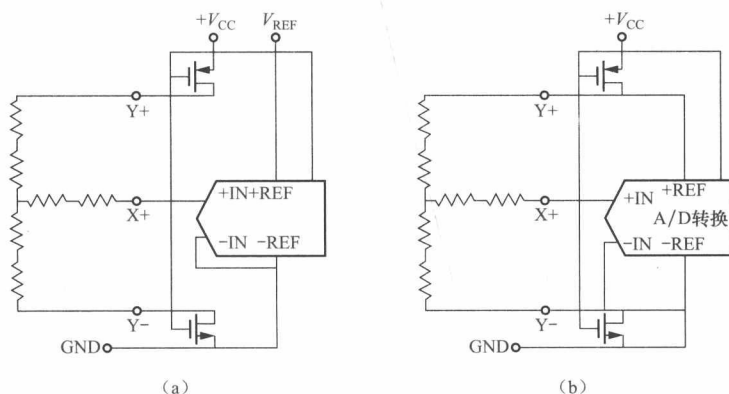 +VCC
VREF
Y+
+IN+REF
X+
-IN -REF
Y-
GND
(a)
+VCC
Y+
+REF
+IN
X+
A/D转换
-IN -REF
Y-
GND
(b)